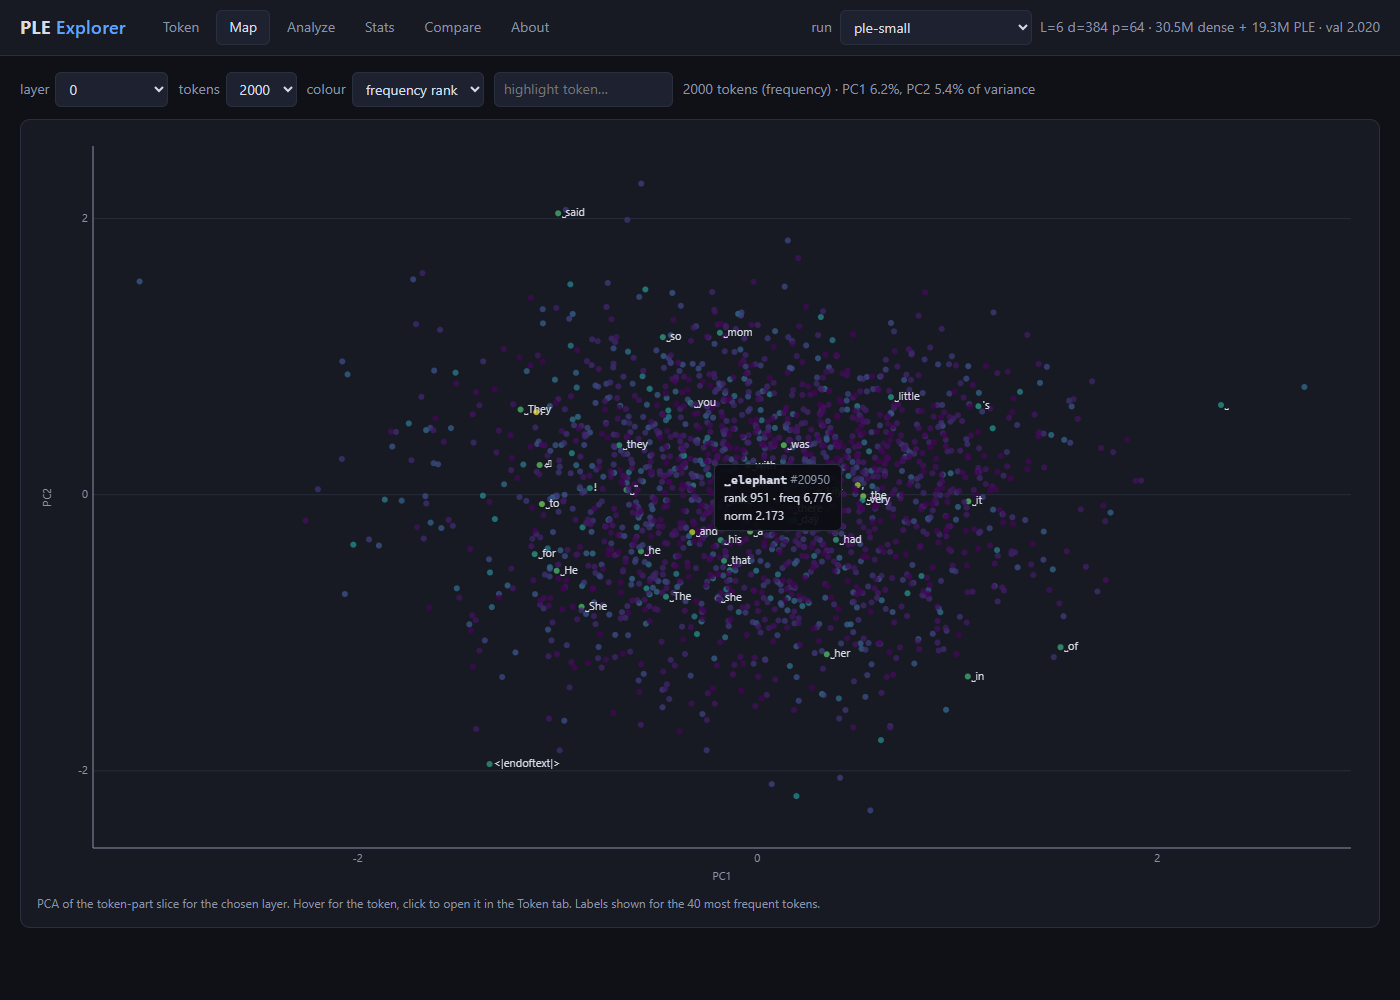 PLE Explorer Token Map Analyze Stats Compare About run ple-small L=6 d=384 p=64 · 30.5M dense + 19.3M PLE · val 2.020
layer 0 tokens 2000 colour frequency rank highlight token... 2000 tokens (frequency) · PC1 6.2%, PC2 5.4% of variance
2
_said
_so
_mom
_you
_little
_
's
_They
_they
_was
_with
⏎
_elephant #20950
!
0
PC2
rank 951 · freq 6,776
_the
_very
_it
_to
norm 2.173
_and
_a
_his
_had
_for
_he
_that
_He
_The
_she
_She
_her
_of
_in
<|endoftext|>
-2
-2
0
2
PC1
PCA of the token-part slice for the chosen layer. Hover for the token, click to open it in the Token tab. Labels shown for the 40 most frequent tokens.